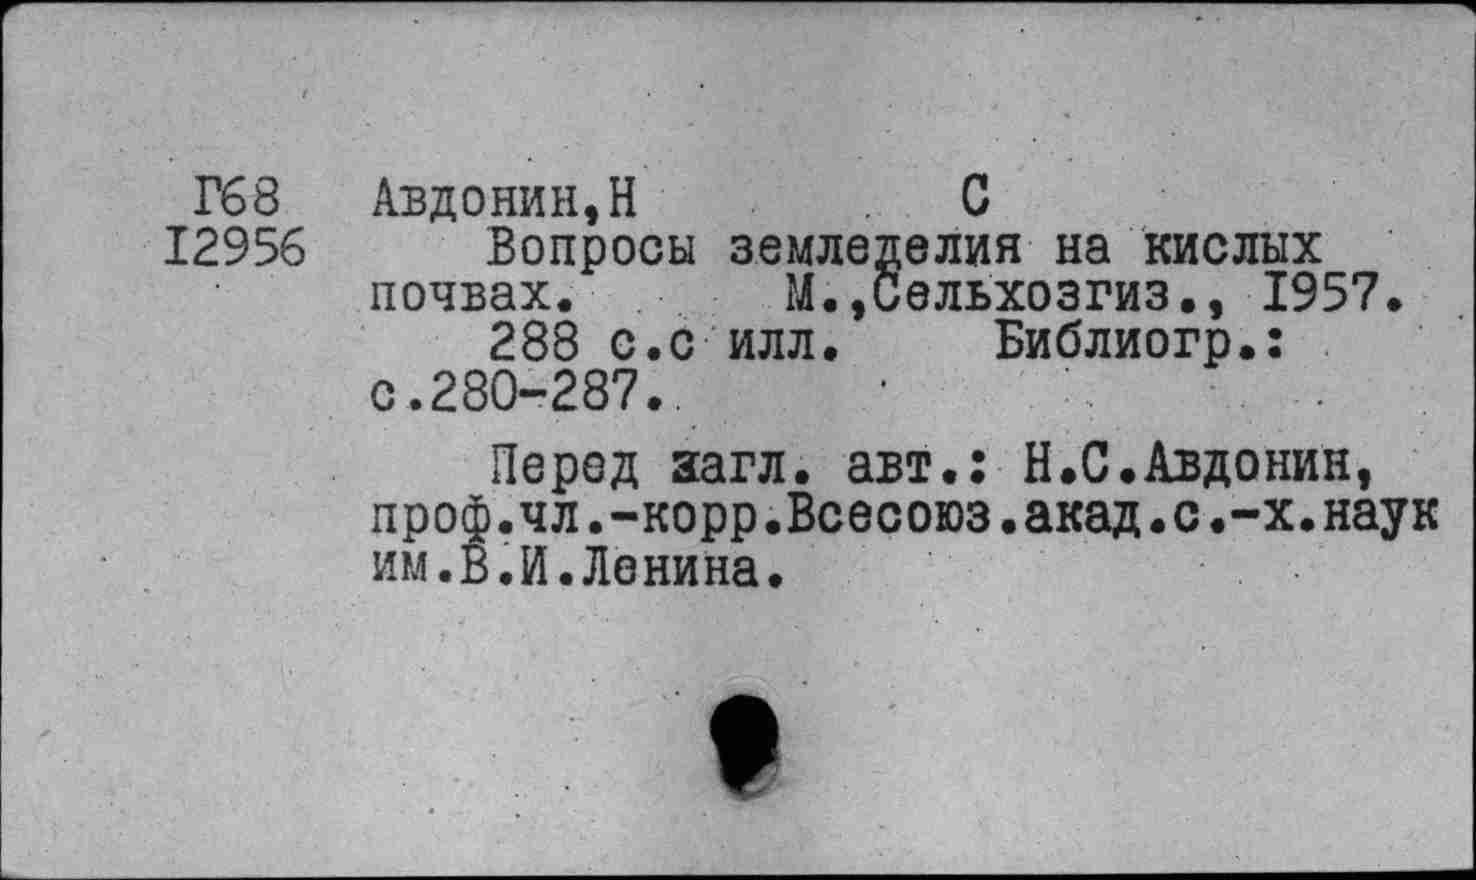 Г68 Авдонин,Н С
I2956 Вопросы земледелия на кислых
почвах. М.,Сельхозгиз., I957.
288 с.с илл. Библиогр.:
с.280-287.
Перед загл. авт.: Н.С.Авдонин,
проф.чл.-корр.Всесоюз.акад.с.-х.наук
им.В.И.Ленина.